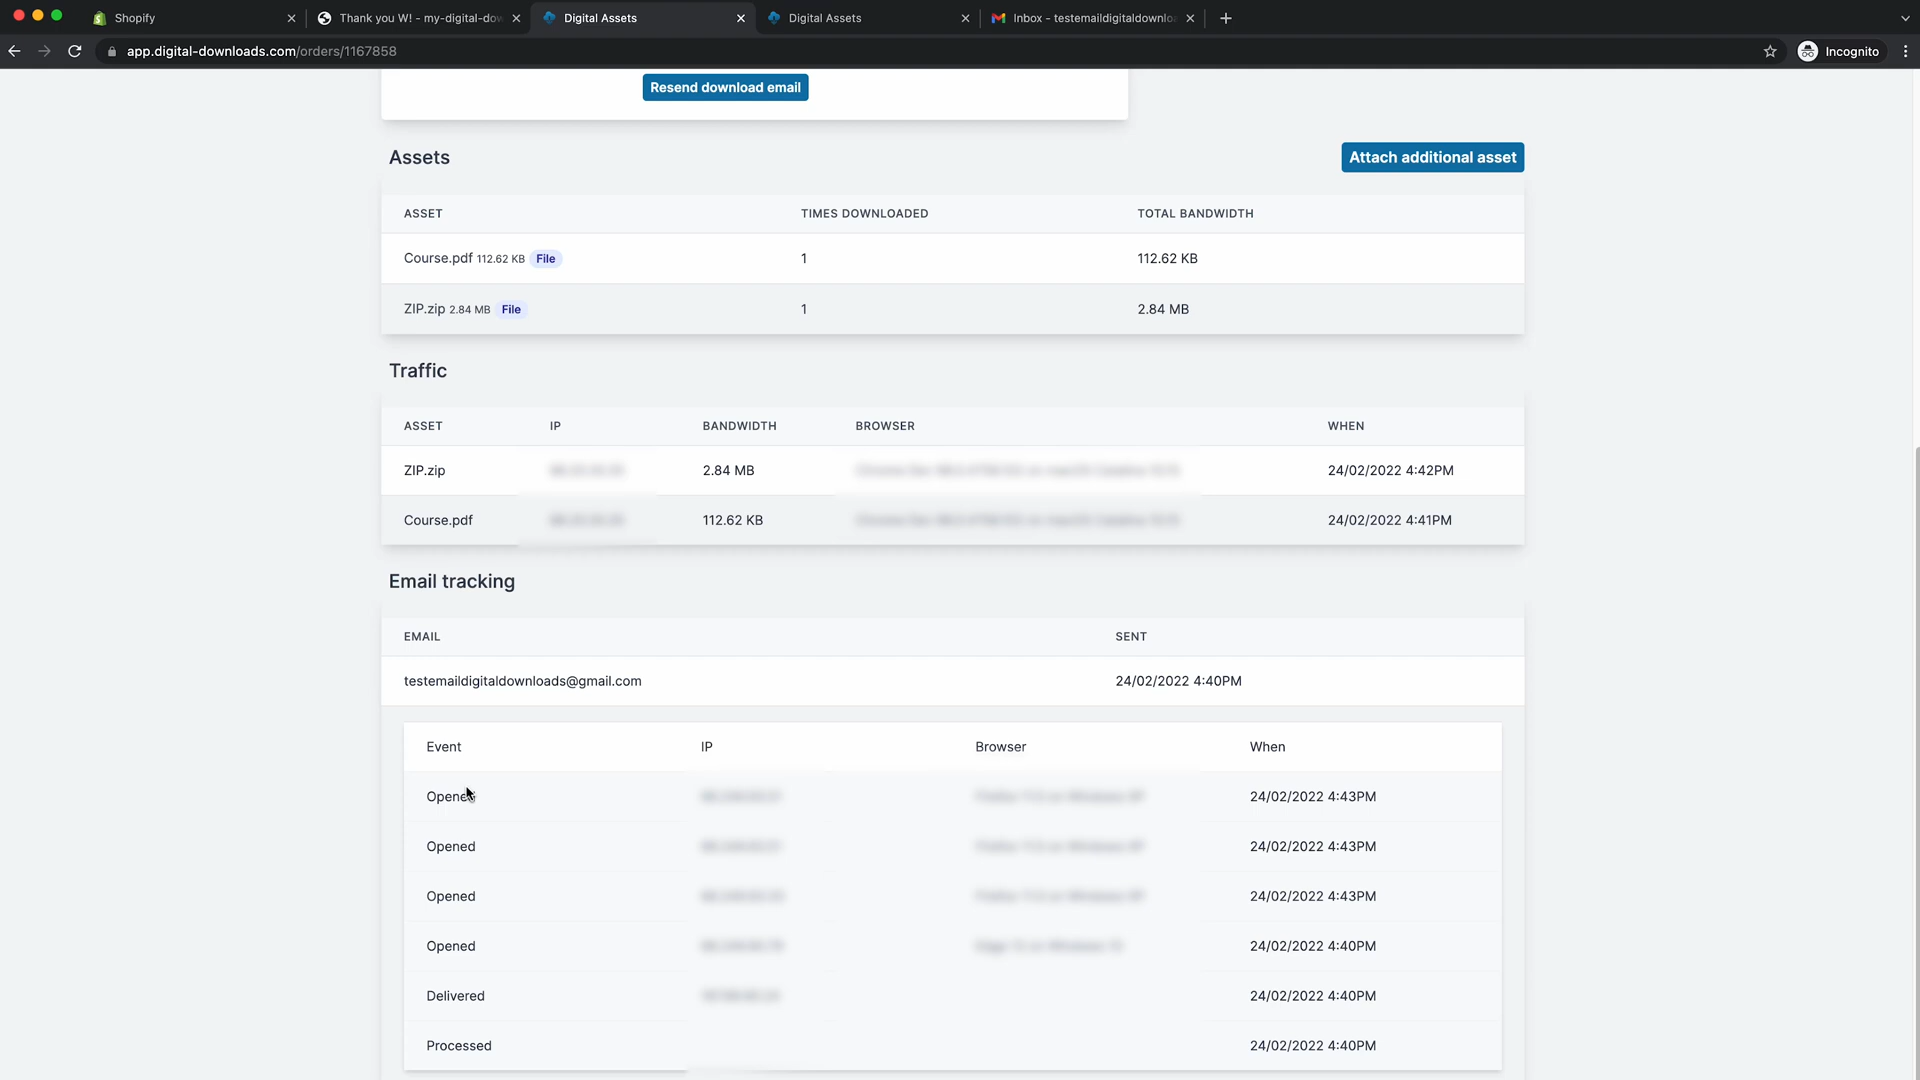 Shopify
Thank you W! - my-digital-do
Digital Assets
Digital Assets
Inbox - testemaildigitaldownlo
app.digital-downloads.com/orders/1167858
Incognito
Resend download email
Assets
Attach additional asset
ASSET TIMES DOWNLOADED TOTAL BANDWIDTH
Course.pdf 112.62 KB File 1 112.62 KB
ZIP.zip 2.84 MB File 1 2.84 MB
Traffic
ASSET IP BANDWIDTH BROWSER WHEN
ZIP.zip 2.84 MB 24/02/2022 4:42PM
Course.pdf 112.62 KB 24/02/2022 4:41PM
Email tracking
EMAIL SENT
testemaildigitaldownloads@gmail.com 24/02/2022 4:40PM
Event IP Browser When
Opened 24/02/2022 4:43PM
Opened 24/02/2022 4:43PM
Opened 24/02/2022 4:43PM
Opened 24/02/2022 4:40PM
Delivered 24/02/2022 4:40PM
Processed 24/02/2022 4:40PM